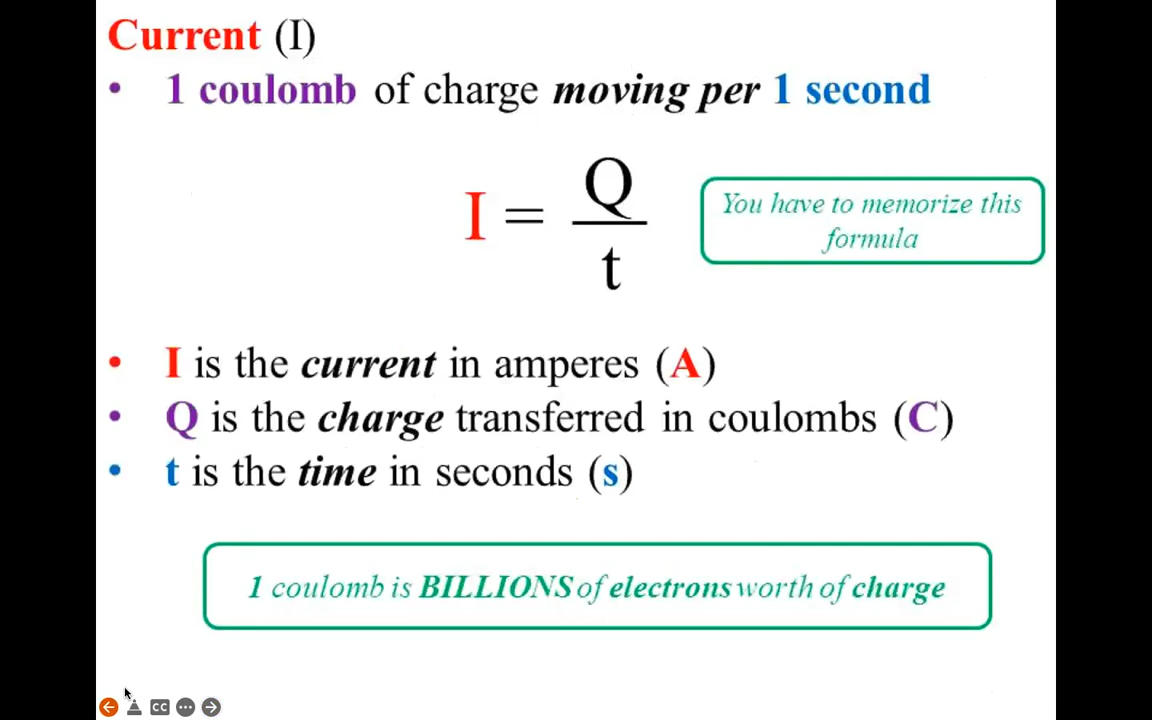 Current (I)
• 1 coulomb of charge moving per 1 second
I = Q
t
You have to memorize this
formula
• I is the current in amperes (A)
• Q is the charge transferred in coulombs (C)
• t is the time in seconds (s)
1 coulomb is BILLIONS of electrons worth of charge
CC